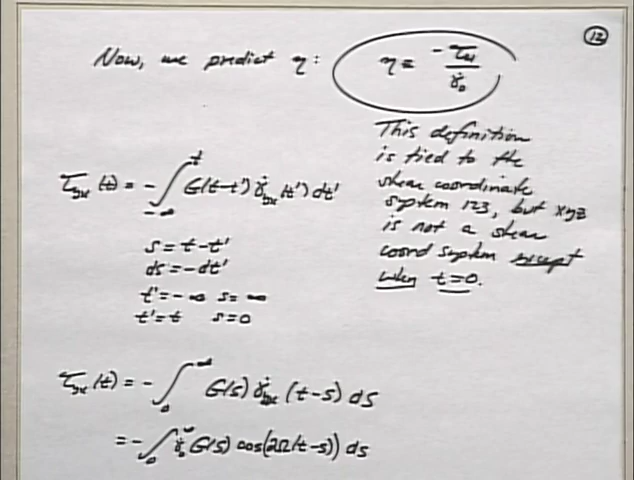 12
Now, we predict η: η = -τ₂₁/γ̇₀
This definition
is tied to the
shear coordinate
system 123, but xyz
is not a shear
coord system except
when t=0.
τyx(t) = -∫_{-∞}^{t} G(t-t') γ̇yx(t') dt'
s = t-t'
ds = -dt'
t' = -∞ s = ∞
t' = t s = 0
τyx(t) = -∫_{0}^{∞} G(s) γ̇yx (t-s) ds
= -∫_{0}^{∞} γ̇₀ G(s) cos(2Ω(t-s)) ds